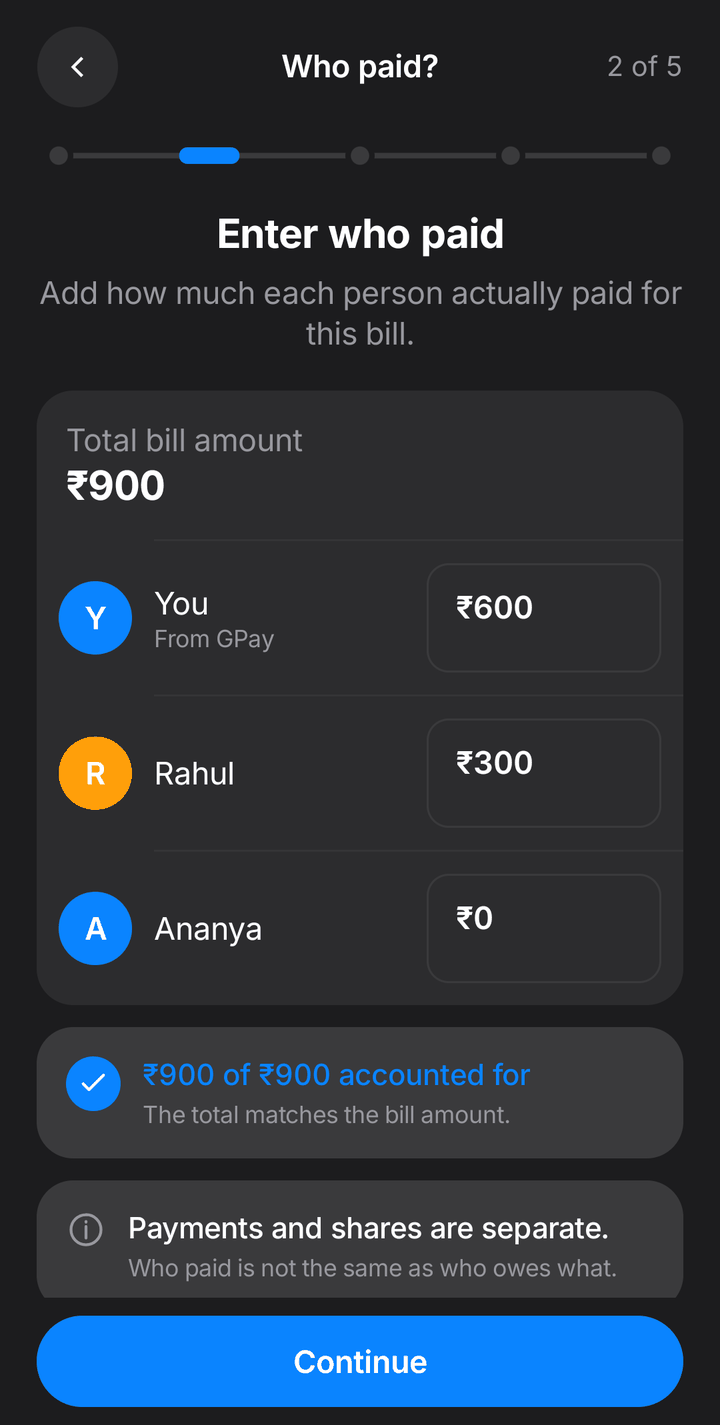 Who paid?
2 of 5
Enter who paid
Add how much each person actually paid for
this bill.
Total bill amount
₹900
Y
You
From GPay
₹600
R
Rahul
₹300
A
Ananya
₹0
₹900 of ₹900 accounted for
The total matches the bill amount.
Payments and shares are separate.
Who paid is not the same as who owes what.
Continue